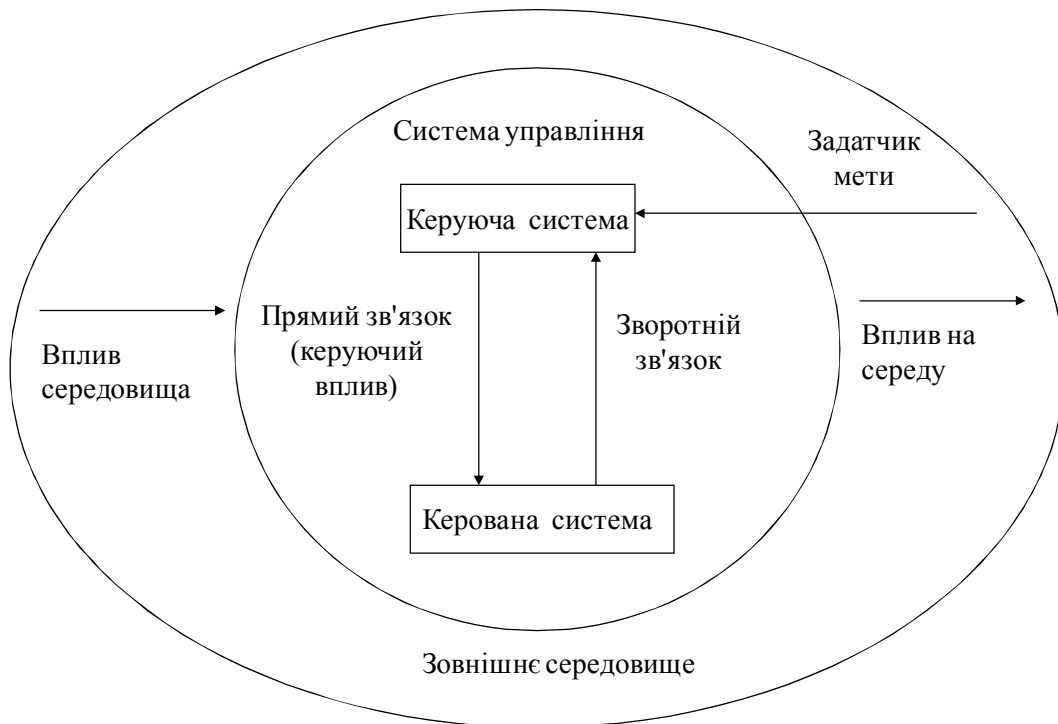 Система управління
Задатчик
мети
Керуюча система
Прямий зв'язок
(керуючий
вплив)
Зворотній
зв'язок
Вплив
середовища
Вплив на
середу
Керована система
Зовнішнє середовище